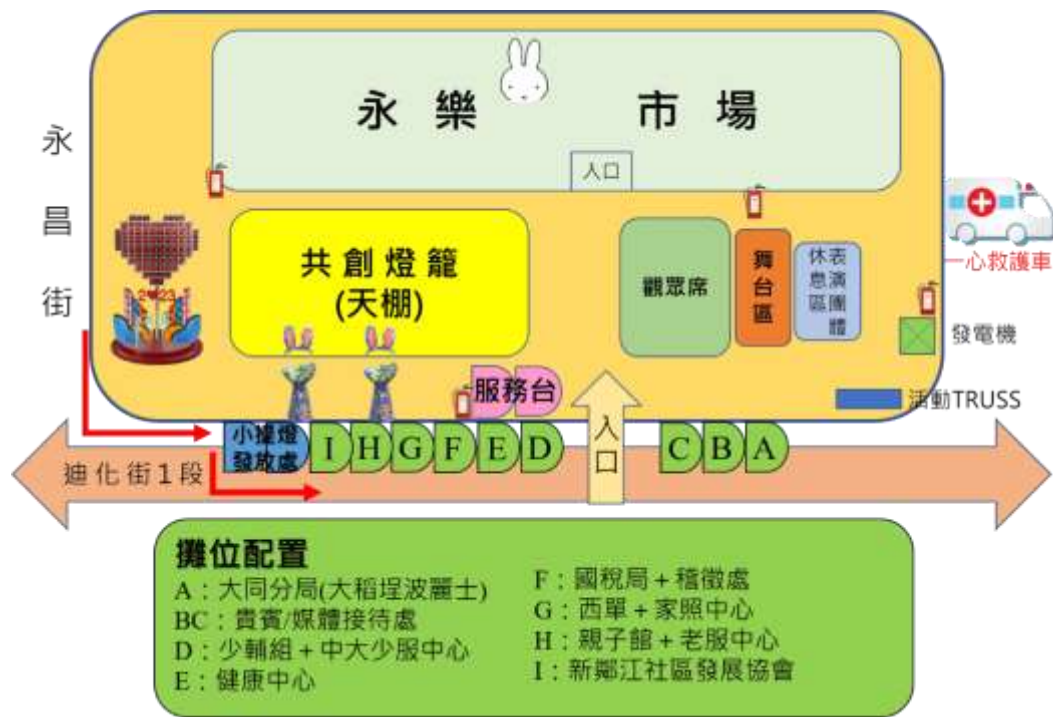 永樂市場
入口
永昌街
2 23
共創燈籠
(天棚)
觀眾席
舞台區
表演團體
休息區
一心救護車
發電機
服務台
活動TRUSS
小提燈
發放處
I H G F E D
入口
C B A
迪化街1段
攤位配置
A：大同分局(大稻埕波麗士)
BC：貴賓/媒體接待處
D：少輔組＋中大少服中心
E：健康中心
F：國稅局＋稽徵處
G：西單＋家照中心
H：親子館＋老服中心
I：新鄰江社區發展協會